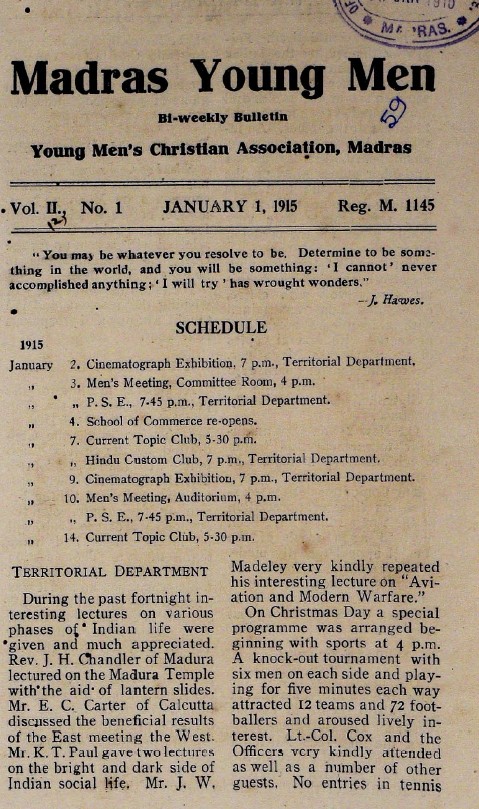 MADRAS.
Madras Young Men
59
Bi-weekly Bulletin
Young Men's Christian Association, Madras
Vol. II., No. 1 JANUARY 1, 1915 Reg. M. 1145
"You may be whatever you resolve to be. Determine to be some-
thing in the world, and you will be something: 'I cannot' never
accomplished anything; 'I will try' has wrought wonders."
—J. Hawes.
SCHEDULE
1915
January 2. Cinematograph Exhibition, 7 p.m., Territorial Department.
„ 3. Men's Meeting, Committee Room, 4 p.m.
„ „ P. S. E., 7-45 p.m., Territorial Department.
„ 4. School of Commerce re-opens.
„ 7. Current Topic Club, 5-30 p.m.
„ „ Hindu Custom Club, 7 p.m., Territorial Department.
„ 9. Cinematograph Exhibition, 7 p.m., Territorial Department.
„ 10. Men's Meeting, Auditorium, 4 p.m.
„ „ P. S. E., 7-45 p.m., Territorial Department.
„ 14. Current Topic Club, 5-30 p.m.
TERRITORIAL DEPARTMENT
During the past fortnight in-
teresting lectures on various
phases of Indian life were
given and much appreciated.
Rev. J. H. Chandler of Madura
lectured on the Madura Temple
with the aid of lantern slides.
Mr. E. C. Carter of Calcutta
discussed the beneficial results
of the East meeting the West.
Mr. K. T. Paul gave two lectures
on the bright and dark side of
Indian social life. Mr. J. W.
Madeley very kindly repeated
his interesting lecture on "Avi-
ation and Modern Warfare."
On Christmas Day a special
programme was arranged be-
ginning with sports at 4 p.m.
A knock-out tournament with
six men on each side and play-
ing for five minutes each way
attracted 12 teams and 72 foot-
ballers and aroused lively in-
terest. Lt.-Col. Cox and the
Officers very kindly attended
as well as a number of other
guests. No entries in tennis